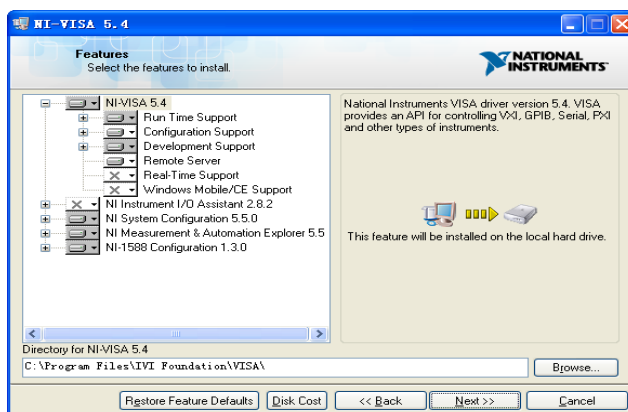 NI-VISA 5.4
Features
Select the features to install.
NATIONAL
INSTRUMENTS™
NI-VISA 5.4
Run Time Support
Configuration Support
Development Support
Remote Server
Real-Time Support
Windows Mobile/CE Support
NI Instrument I/O Assistant 2.8.2
NI System Configuration 5.5.0
NI Measurement & Automation Explorer 5.5
NI-1588 Configuration 1.3.0
National Instruments VISA driver version 5.4. VISA
provides an API for controlling VXI, GPIB, Serial, PXI
and other types of instruments.
This feature will be installed on the local hard drive.
Directory for NI-VISA 5.4
C:\Program Files\IVI Foundation\VISA\
Browse...
Restore Feature Defaults
Disk Cost
<< Back
Next >>
Cancel